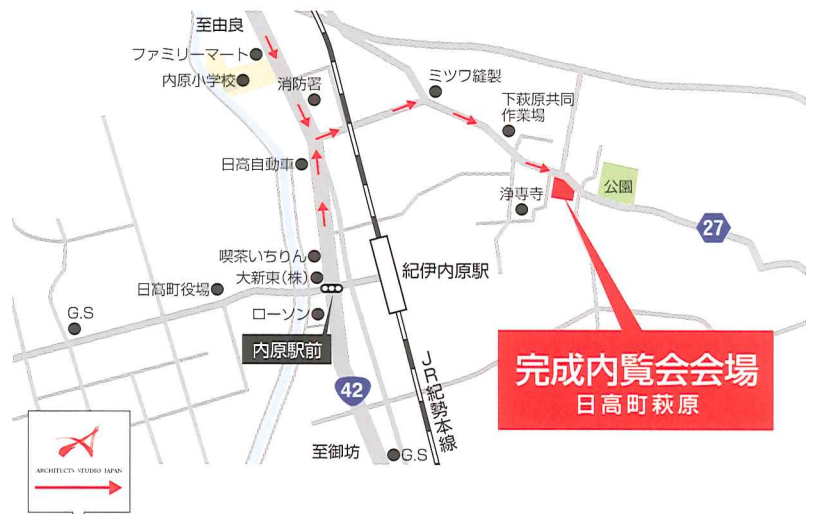 至由良
ファミリーマート
内原小学校
消防署
ミツワ縫製
下萩原共同
作業場
日高自動車
公園
浄専寺
27
喫茶いちりん
大新東(株)
紀伊内原駅
日高町役場
G.S
ローソン
内原駅前
完成内覧会会場
日高町萩原
JR紀勢本線
42
ARCHITECTS STUDIO JAPAN
至御坊
G.S